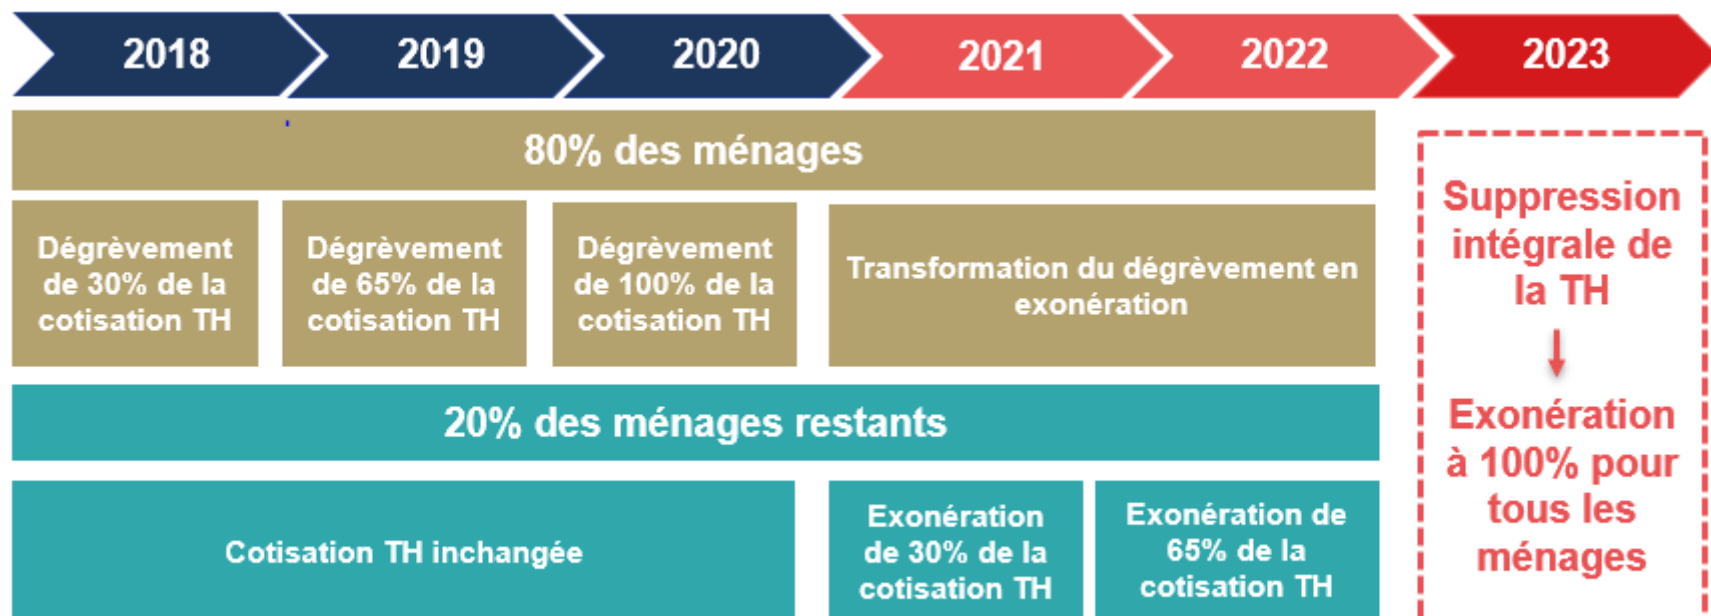 2018 2019 2020 2021 2022 2023
80% des ménages
Dégrèvement
de 30% de la
cotisation TH
Dégrèvement
de 65% de la
cotisation TH
Dégrèvement
de 100% de la
cotisation TH
Transformation du dégrèvement en
exonération
20% des ménages restants
Cotisation TH inchangée
Exonération
de 30% de la
cotisation TH
Exonération de
65% de la
cotisation TH
Suppression
intégrale de
la TH
Exonération
à 100% pour
tous les
ménages